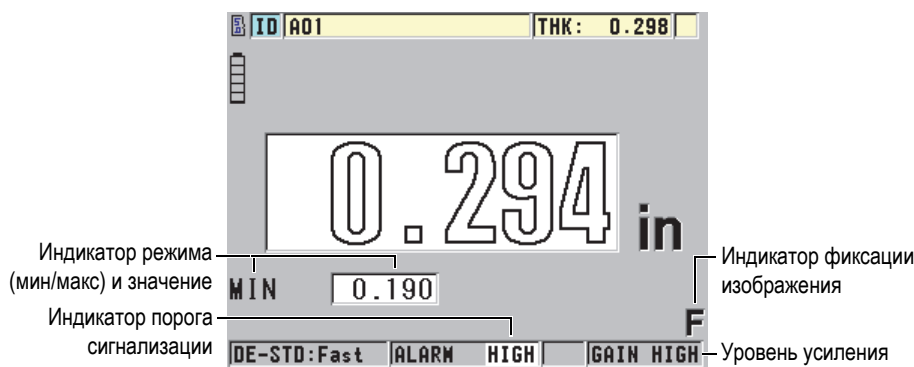 ID A01 THK: 0.298
0.294 in
Индикатор режима
(мин/макс) и значение
MIN 0.190
Индикатор фиксации
изображения
F
Индикатор порога
сигнализации
DE-STD:Fast ALARM HIGH GAIN HIGH
Уровень усиления